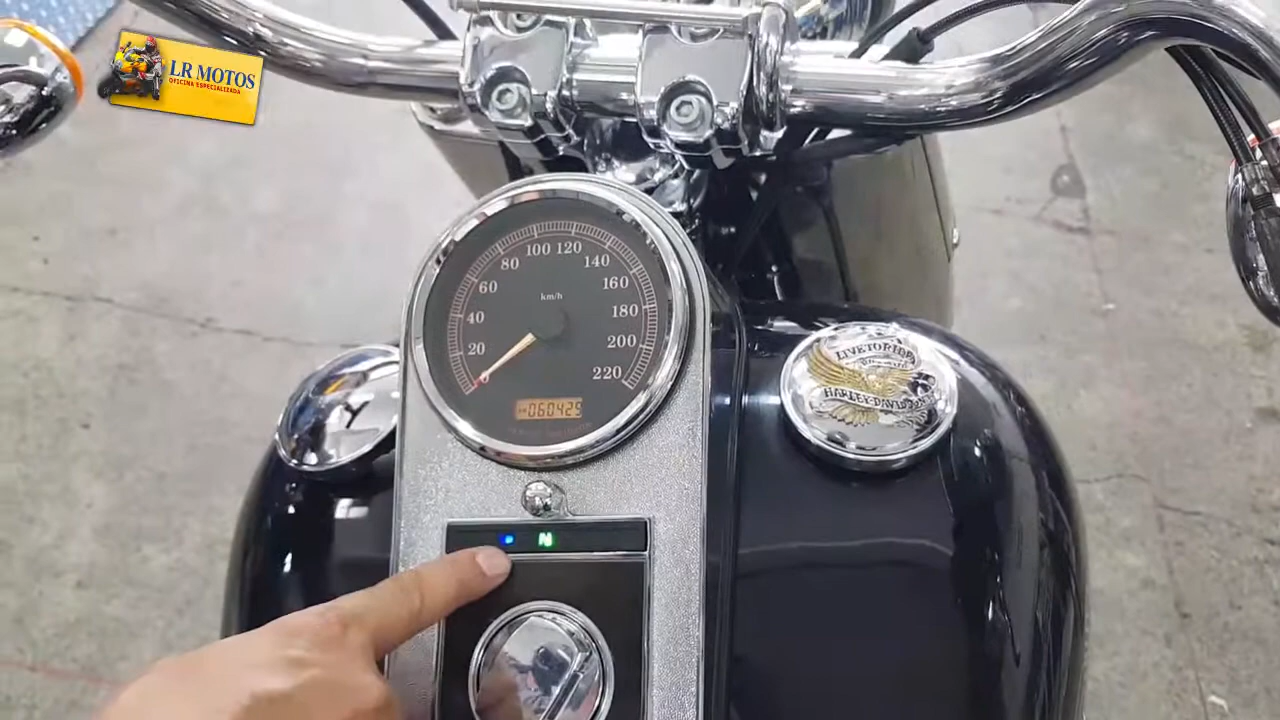 LR MOTOS
OFICINA ESPECIALIZADA
20
40
60
80
100
120
140
160
180
200
220
km/h
060425
N
LIVE TO RIDE
HARLEY-DAVIDSON